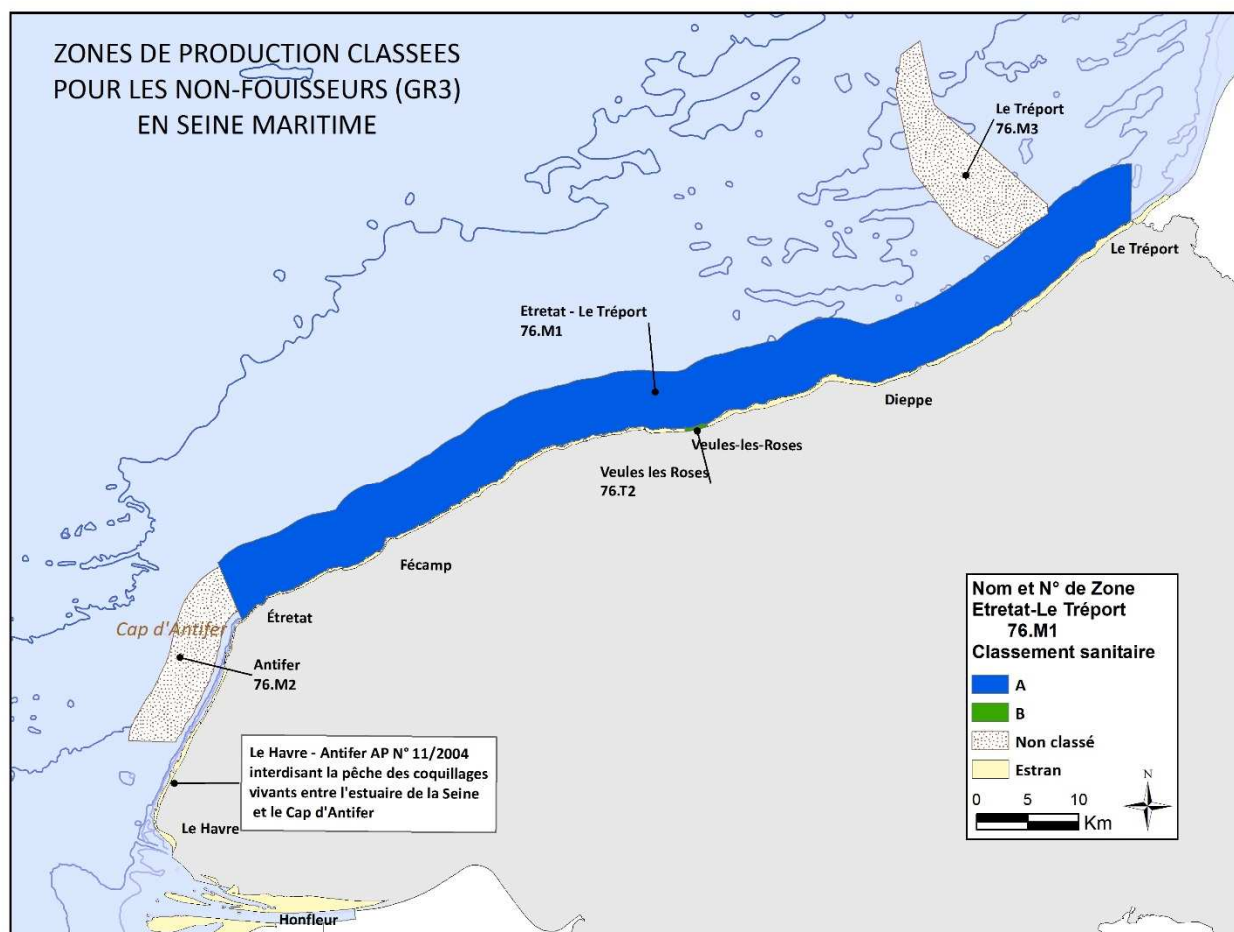 ZONES DE PRODUCTION CLASSEES
POUR LES NON-FOUISSEURS (GR3)
EN SEINE MARITIME
Le Tréport
76.M3
Le Tréport
Etretat - Le Tréport
76.M1
Dieppe
Veules-les-Roses
Veules les Roses
76.T2
Fécamp
Étretat
Cap d'Antifer
Antifer
76.M2
Le Havre - Antifer AP N° 11/2004
interdisant la pêche des coquillages
vivants entre l'estuaire de la Seine
et le Cap d'Antifer
Le Havre
Honfleur
Nom et N° de Zone
Etretat-Le Tréport
76.M1
Classement sanitaire
A
B
Non classé
Estran
N
0 5 10
Km